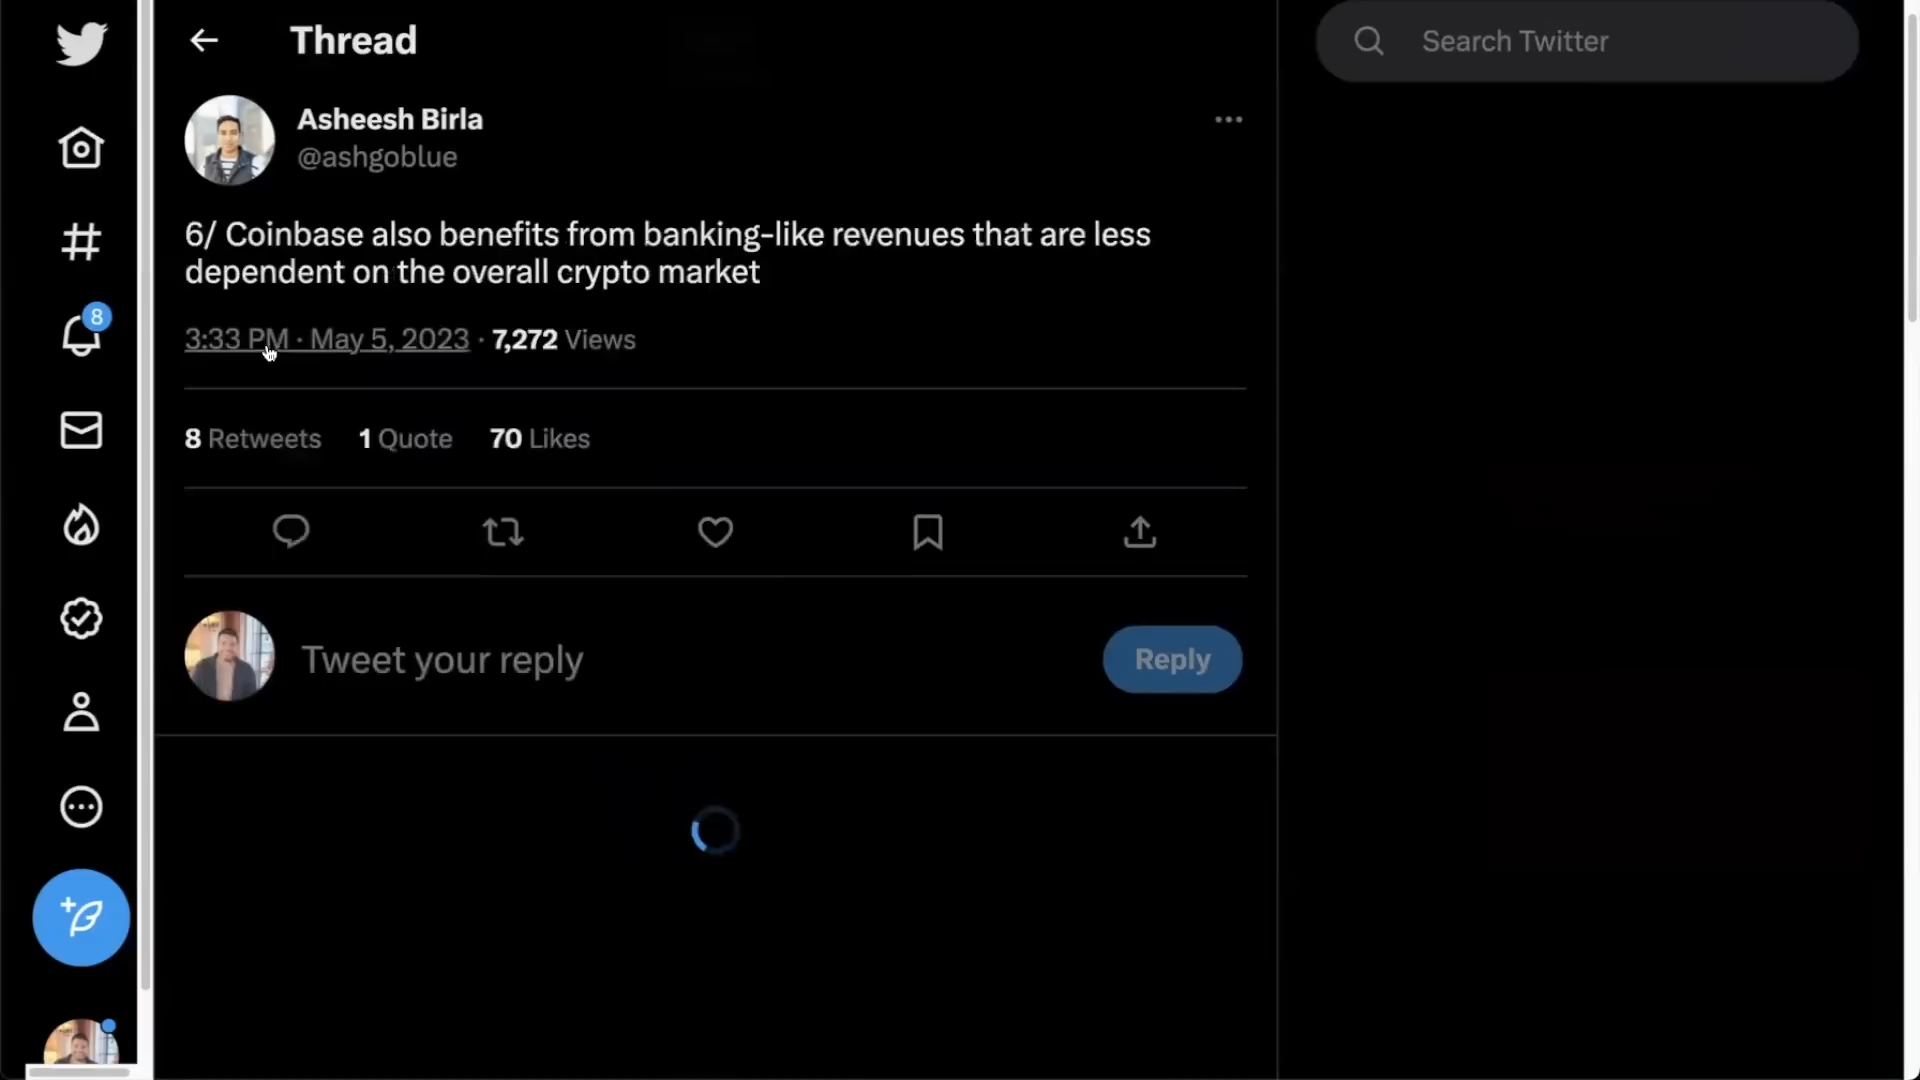 Thread
Search Twitter
Asheesh Birla
@ashgoblue
6/ Coinbase also benefits from banking-like revenues that are less
dependent on the overall crypto market
8
3:33 PM · May 5, 2023 · 7,272 Views
8 Retweets 1 Quote 70 Likes
Tweet your reply
Reply